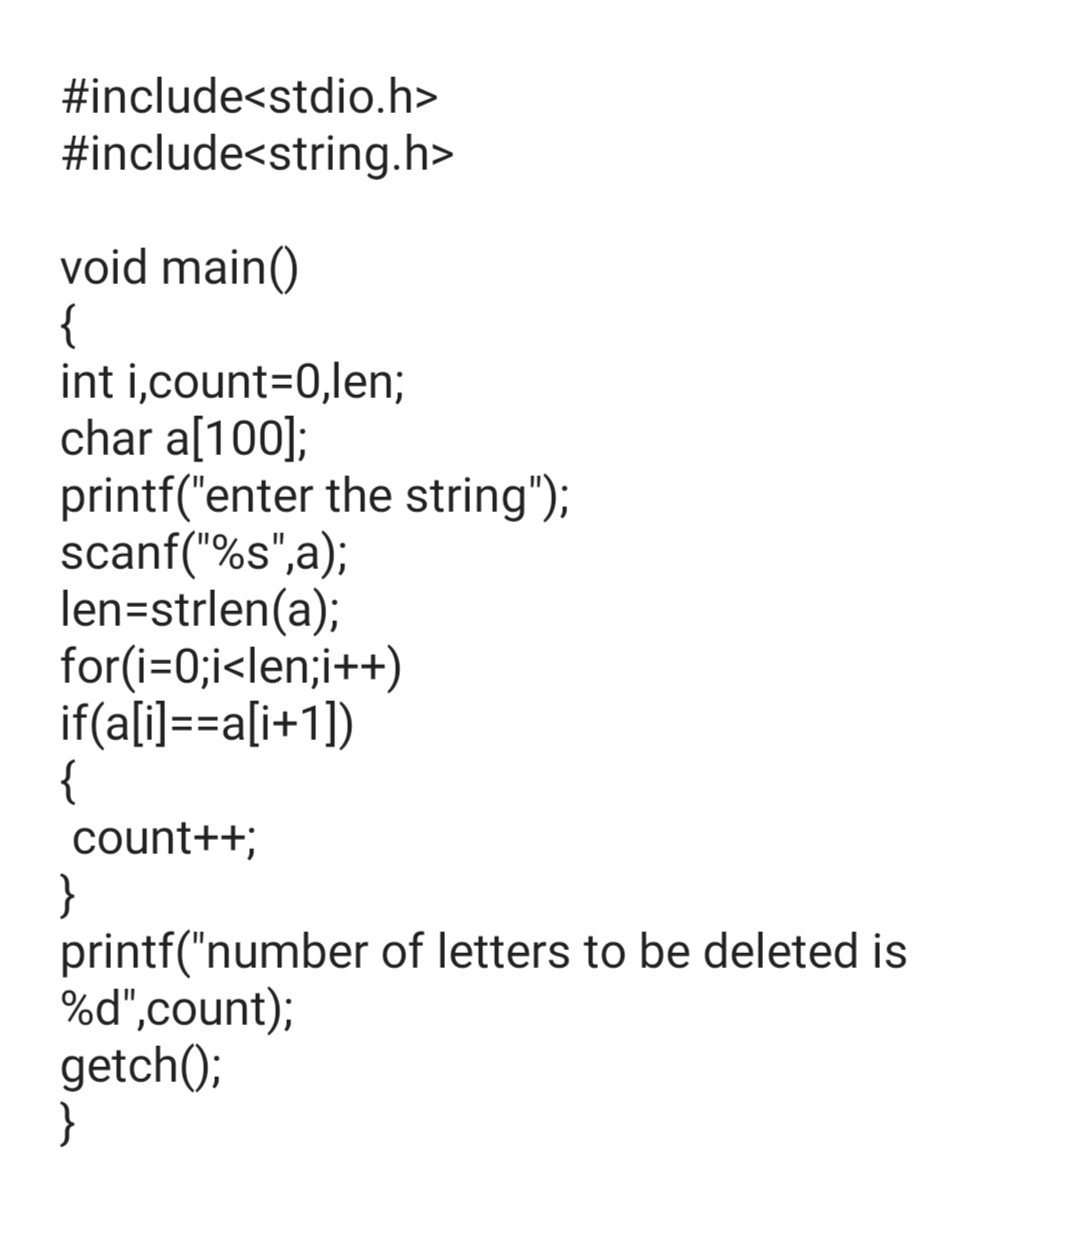 #include<stdio.h>
#include<string.h>

void main()
{
int i,count=0,len;
char a[100];
printf("enter the string");
scanf("%s",a);
len=strlen(a);
for(i=0;i<len;i++)
if(a[i]==a[i+1])
{
 count++;
}
printf("number of letters to be deleted is
%d",count);
getch();
}